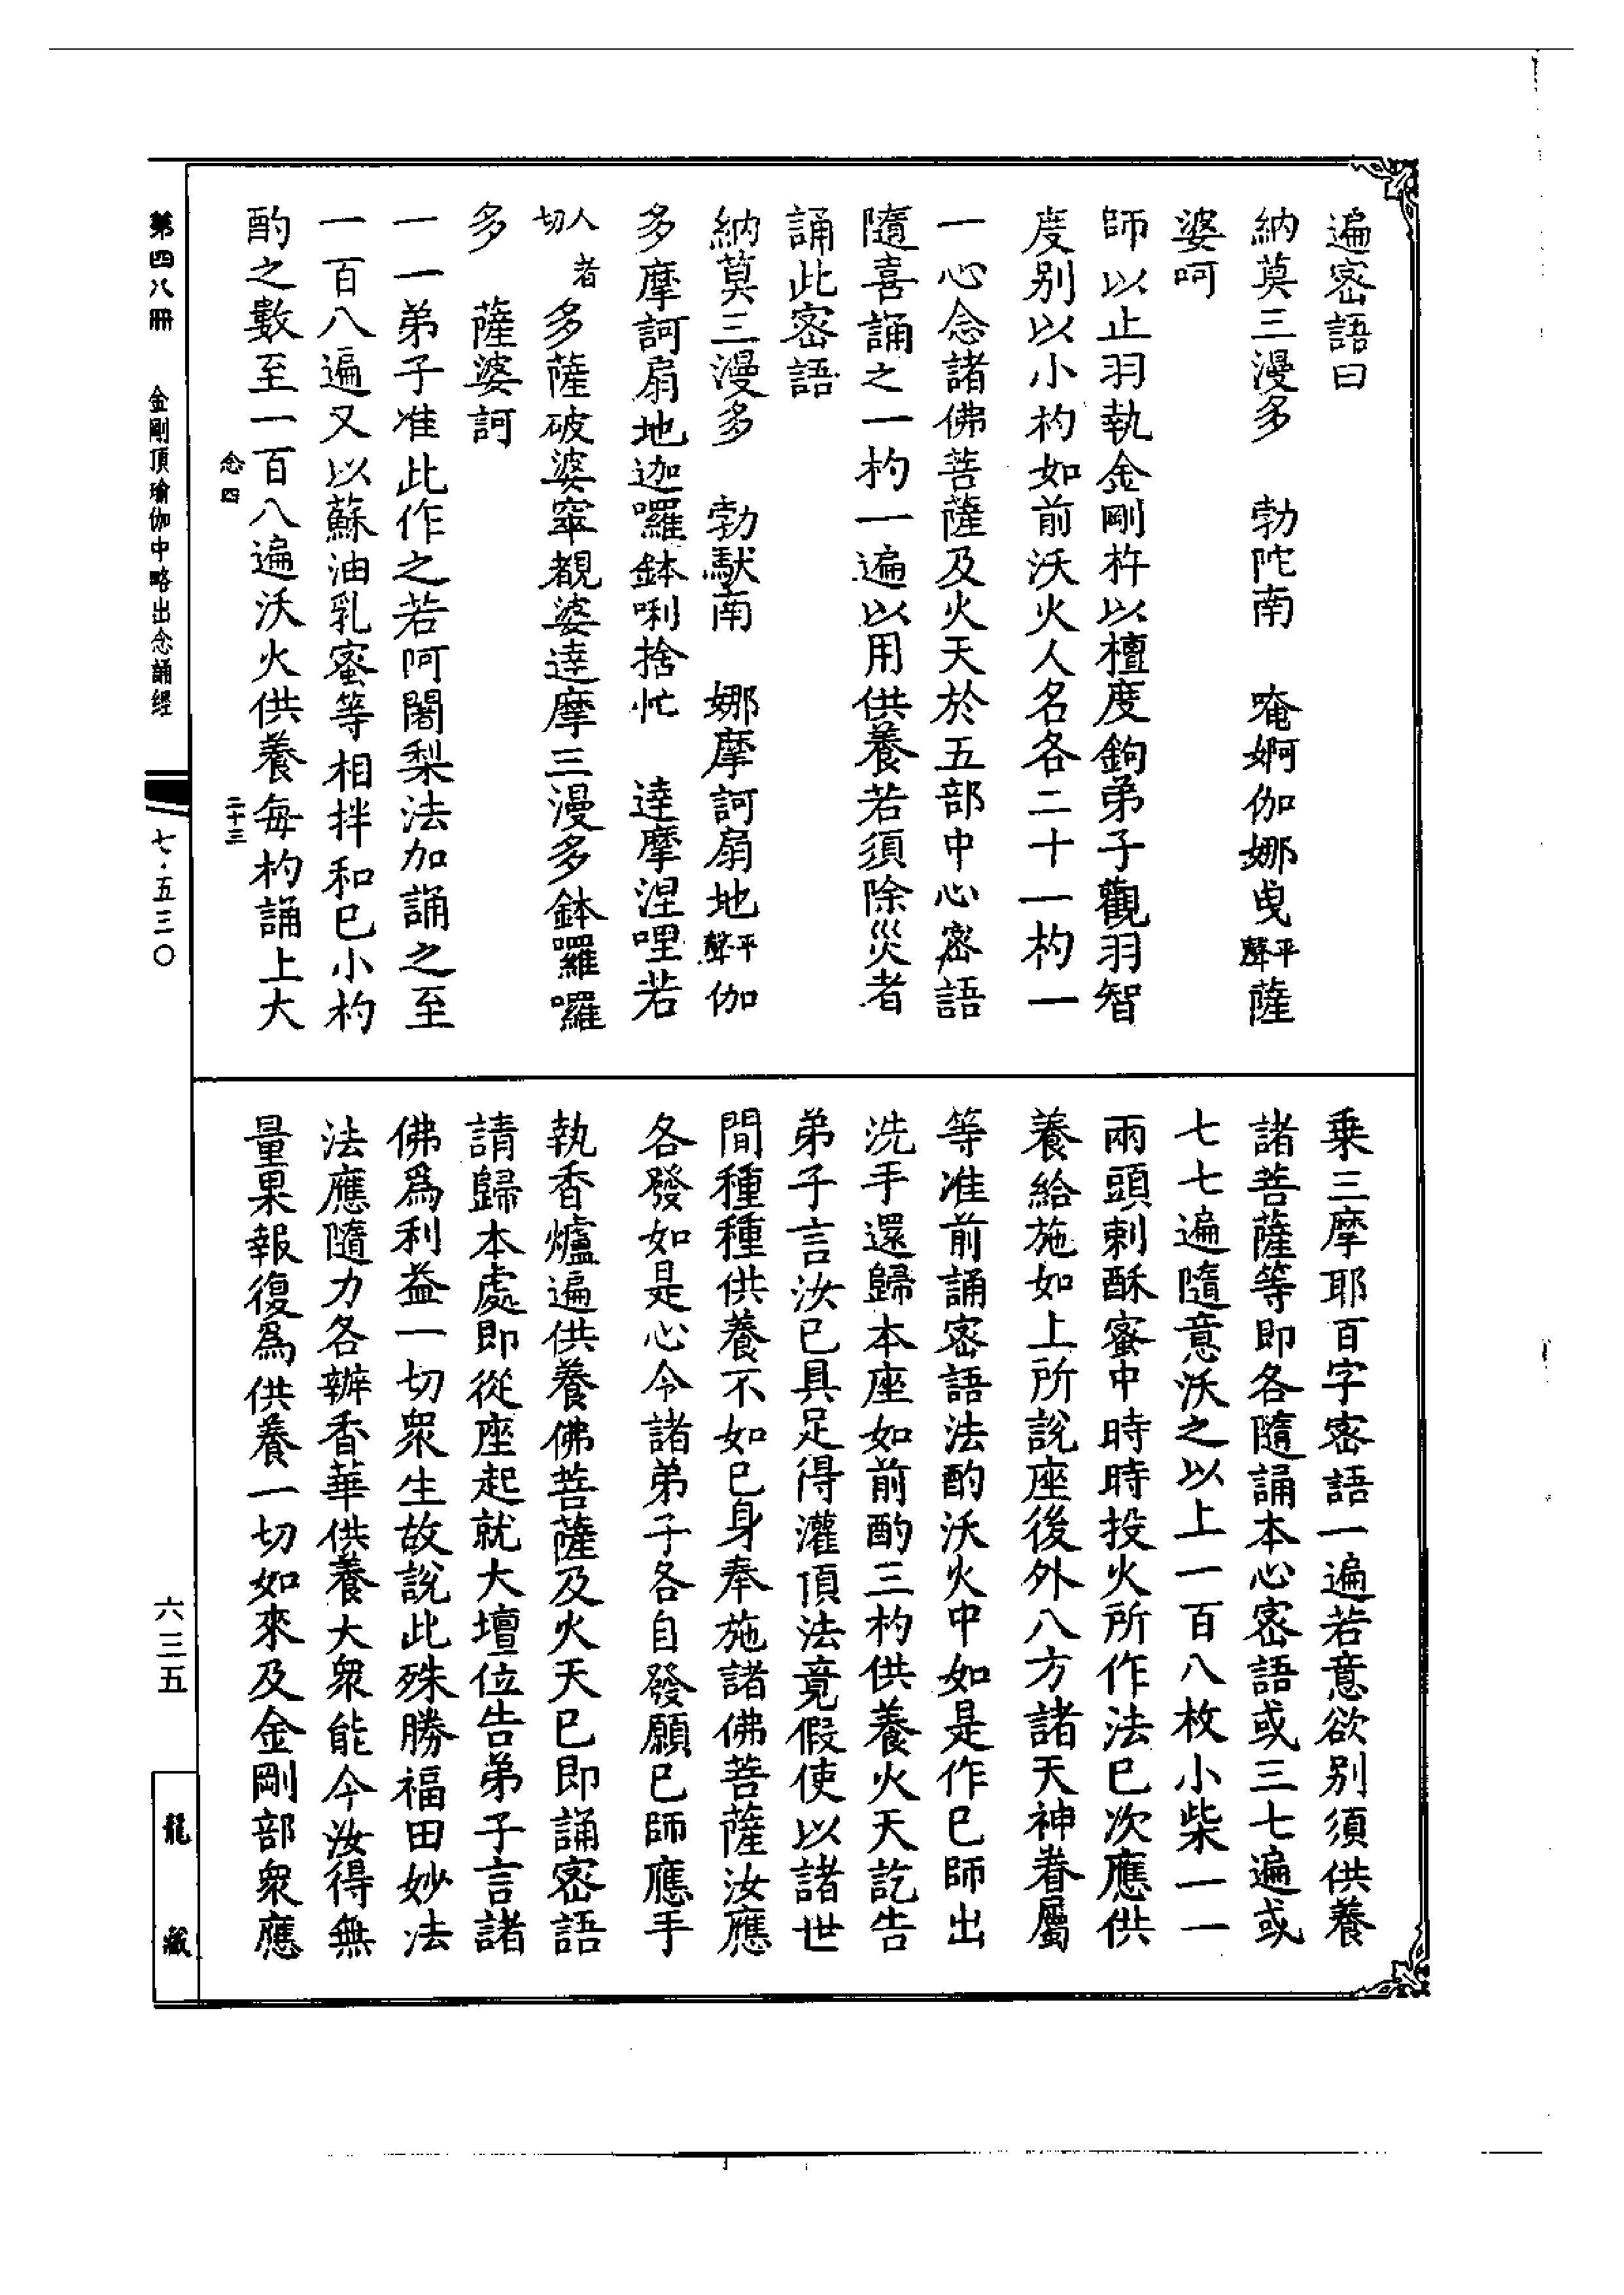 遍密語曰
納莫三漫多　勃陀南　唵婀伽娜曳平聲薩
婆呵
師以止羽執金剛杵以檀度鉤弟子觀羽智
度別以小杓如前沃火人名各二十一杓一
一心念諸佛菩薩及火天於五部中心密語
隨喜誦之一杓一遍以用供養若須除災者
誦此密語
納莫三漫多　勃馱南　娜摩訶扇地平聲伽
多摩訶扇地迦囉鉢唎捨忙　達摩涅哩若
人者切多薩破婆窣覩婆達摩三漫多鉢囉囉
多　薩婆訶
一一弟子准此作之若阿闍梨法加誦之至
一百八遍又以蘇油乳蜜等相拌和已小杓
酌之數至一百八遍沃火供養每杓誦上大
念四　二十三
乗三摩耶百字密語一遍若意欲別須供養
諸菩薩等即各隨誦本心密語或三七遍或
七七遍隨意沃之以上一百八枚小柴一一
兩頭刺酥蜜中時時投火所作法已次應供
養給施如上所說座後外八方諸天神眷屬
等准前誦密語法酌沃火中如是作已師出
洗手還歸本座如前酌三杓供養火天訖告
弟子言汝已具足得灌頂法竟假使以諸世
間種種供養不如已身奉施諸佛菩薩汝應
各發如是心令諸弟子各自發願已師應手
執香爐遍供養佛菩薩及火天已即誦密語
請歸本處即從座起就大壇位告弟子言諸
佛爲利益一切衆生故說此殊勝福田妙法
法應隨力各辦香華供養大衆能令汝得無
量果報復爲供養一切如來及金剛部衆應
第四八冊　金剛頂瑜伽中略出念誦經　七·五三〇　六三五　龍藏